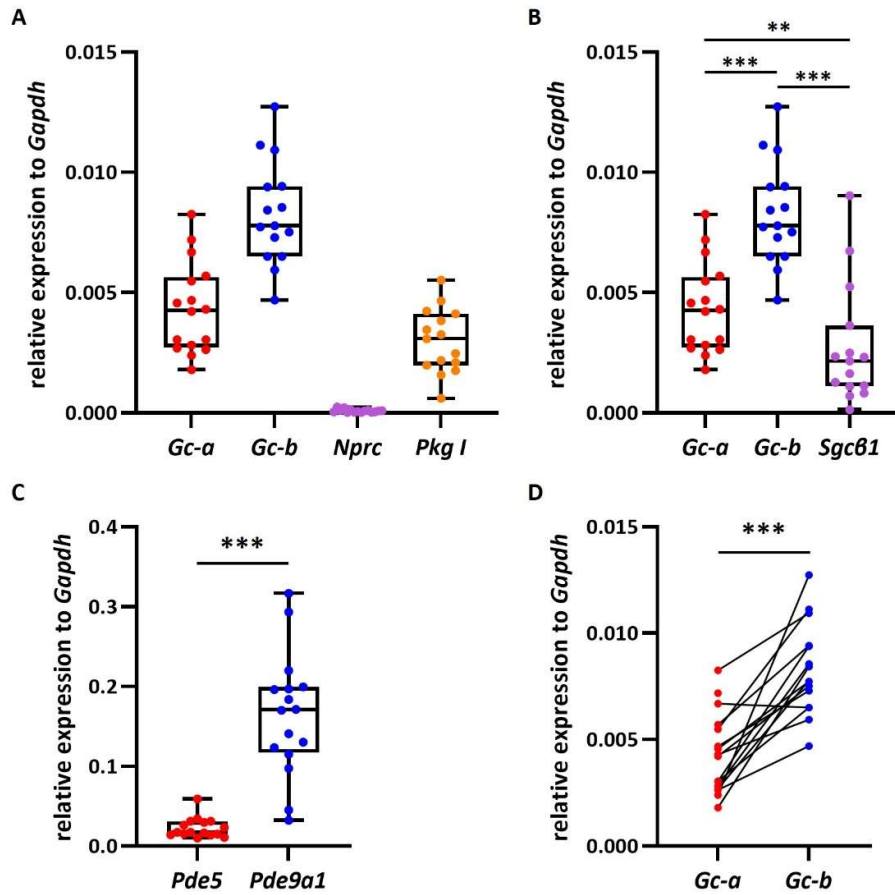 A
relative expression to Gapdh
0.015
0.010
0.005
0.000
Gc-a Gc-b Nprc Pkg I
B
relative expression to Gapdh
0.015
0.010
0.005
0.000
**
*** ***
Gc-a Gc-b Sgcβ1
C
relative expression to Gapdh
0.4
0.3
0.2
0.1
0.0
***
Pde5 Pde9a1
D
relative expression to Gapdh
0.015
0.010
0.005
0.000
***
Gc-a Gc-b